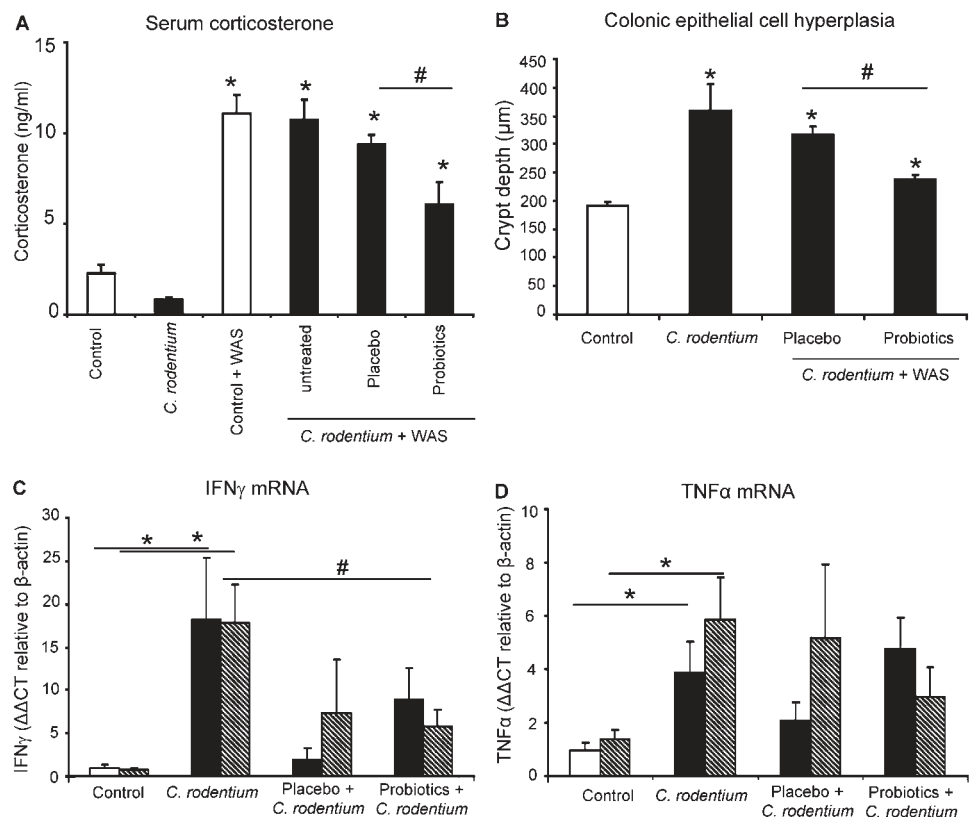 A
Serum corticosterone
Corticosterone (ng/ml)
15
10
5
0
*
*
*
*
#
Control
C. rodentium
Control + WAS
untreated
Placebo
Probiotics
C. rodentium + WAS
B
Colonic epithelial cell hyperplasia
Crypt depth (µm)
450
400
350
300
250
200
150
100
50
0
*
*
*
#
Control
C. rodentium
Placebo
Probiotics
C. rodentium + WAS
C
IFNγ mRNA
IFNγ (ΔΔCT relative to β-actin)
30
25
20
15
10
5
0
* *
#
Control
C. rodentium
Placebo +
C. rodentium
Probiotics +
C. rodentium
D
TNFα mRNA
TNFα (ΔΔCT relative to β-actin)
10
8
6
4
2
0
*
*
Control
C. rodentium
Placebo +
C. rodentium
Probiotics +
C. rodentium